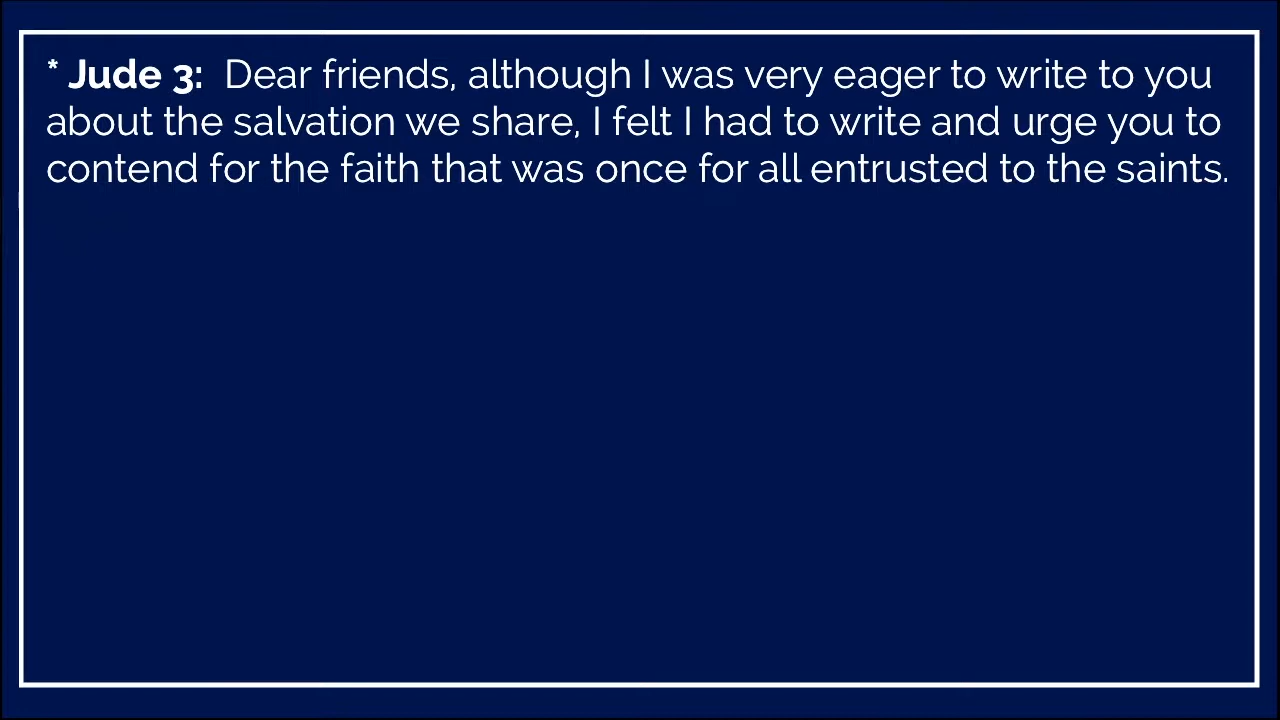 * Jude 3: Dear friends, although I was very eager to write to you
about the salvation we share, I felt I had to write and urge you to
contend for the faith that was once for all entrusted to the saints.